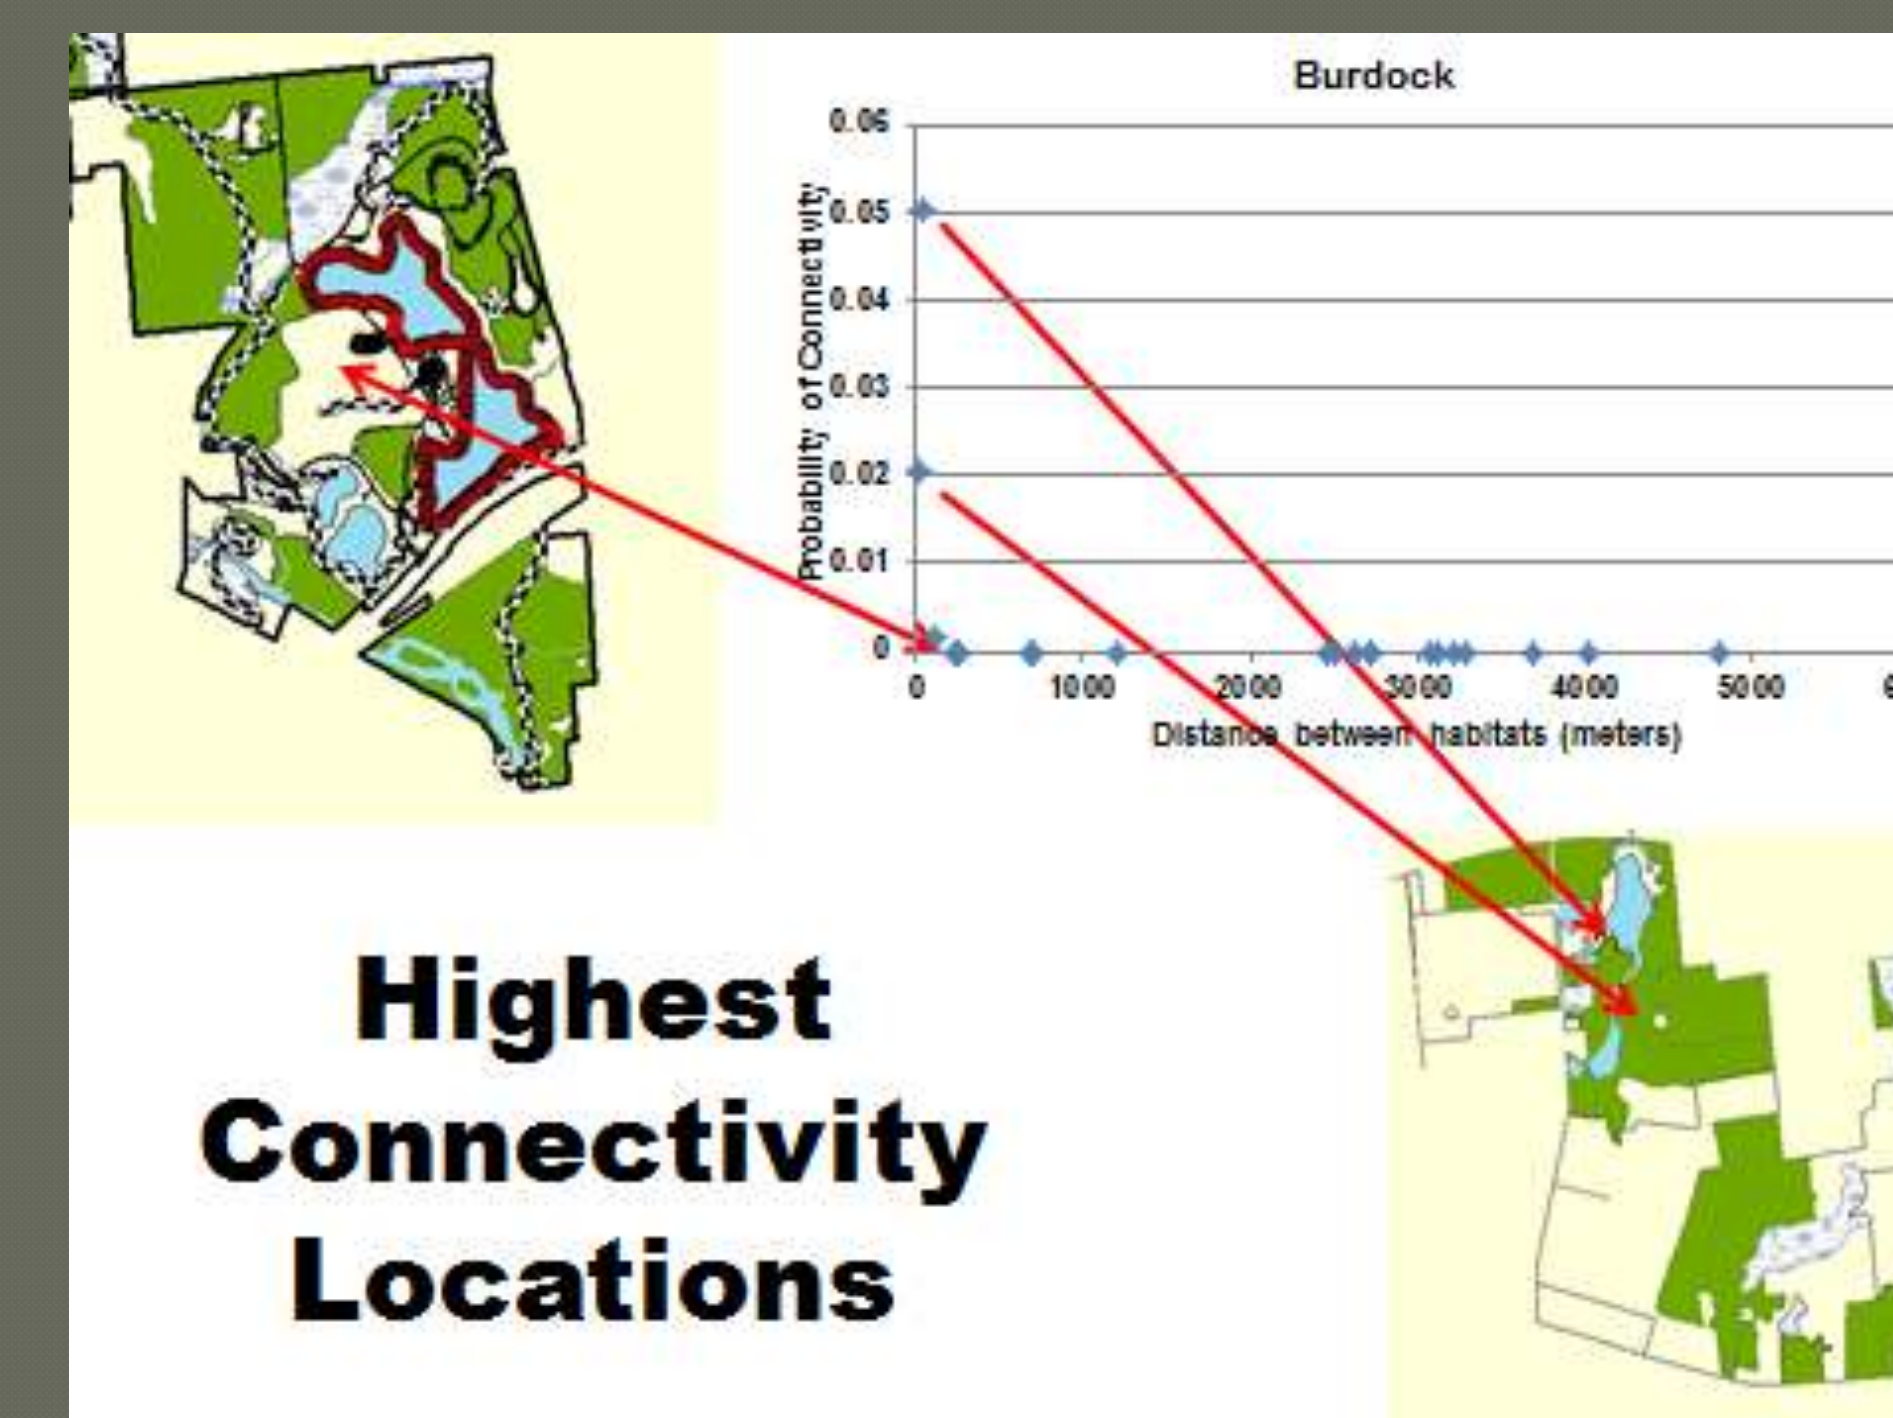 Burdock
0.06
0.05
0.04
0.03
0.02
0.01
0
Probability of Connectivity
0 1000 2000 3000 4000 5000
Distance between habitats (meters)
Highest
Connectivity
Locations